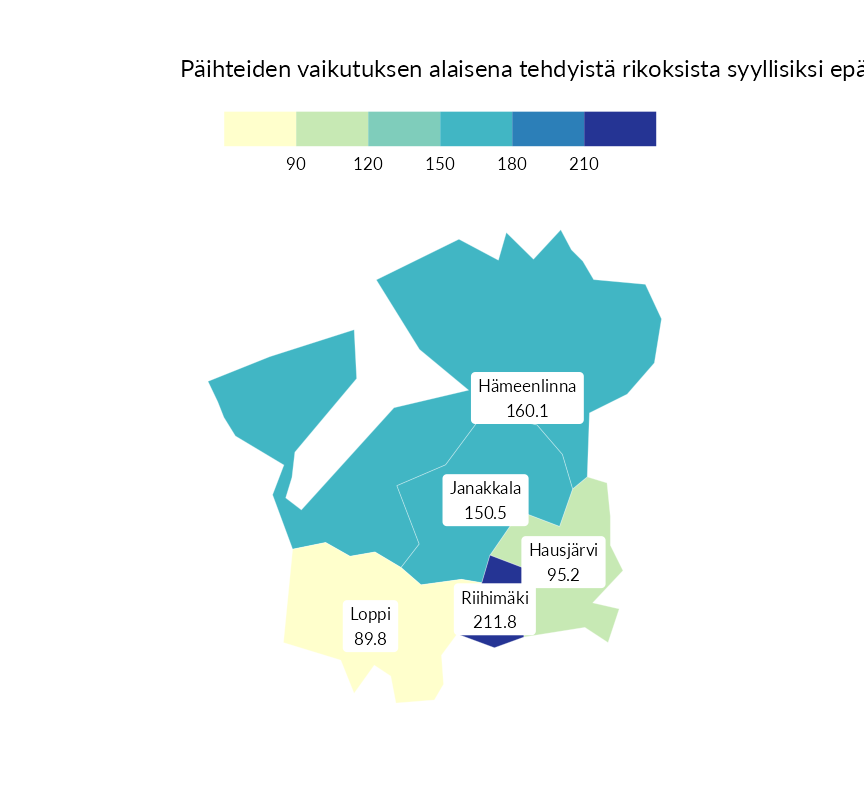 Päihteiden vaikutuksen alaisena tehdyistä rikoksista syyllisiksi epä
90 120 150 180 210
Hämeenlinna
160.1
Janakkala
150.5
Hausjärvi
95.2
Riihimäki
211.8
Loppi
89.8